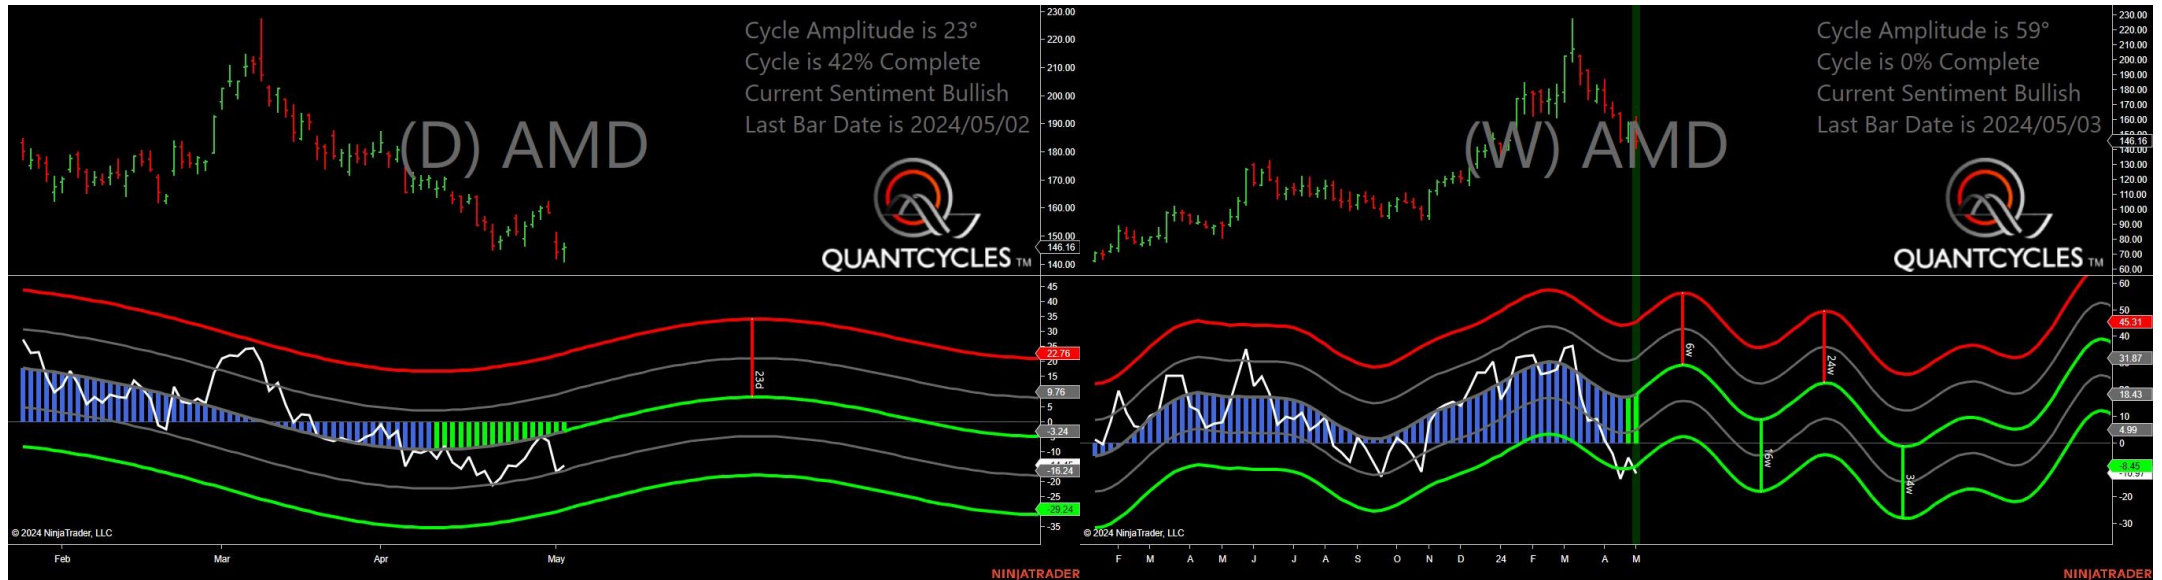 Cycle Amplitude is 23°
Cycle is 42% Complete
Current Sentiment Bullish
Last Bar Date is 2024/05/02
(D) AMD
QUANTCYCLES TM
230.00
220.00
210.00
200.00
190.00
180.00
170.00
160.00
150.00
146.16
140.00
45
40
35
30
25
22.76
20
15
9.76
5
0
-3.24
-5
-10
-16.24
-20
-25
-29.24
-35
23d
© 2024 NinjaTrader, LLC
Feb Mar Apr May
NINJATRADER
Cycle Amplitude is 59°
Cycle is 0% Complete
Current Sentiment Bullish
Last Bar Date is 2024/05/03
(W) AMD
QUANTCYCLES TM
230.00
220.00
210.00
200.00
190.00
180.00
170.00
160.00
150.00
146.16
140.00
130.00
120.00
110.00
100.00
90.00
80.00
70.00
60.00
60
50
45.31
40
31.87
18.43
10
4.99
0
-8.45
-20
-30
6w
16w
24w
34w
© 2024 NinjaTrader, LLC
F M A M J J A S O N D 24 F M A M
NINJATRADER